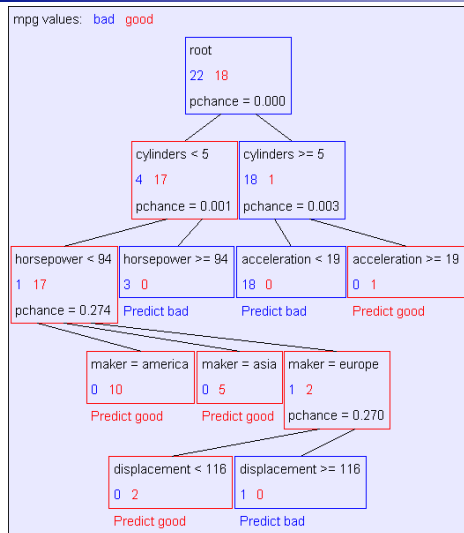 mpg values: bad good
root
22 18
pchance = 0.000
cylinders < 5
4 17
pchance = 0.001
cylinders >= 5
18 1
pchance = 0.003
horsepower < 94
1 17
pchance = 0.274
horsepower >= 94
3 0
Predict bad
acceleration < 19
18 0
Predict bad
acceleration >= 19
0 1
Predict good
maker = america
0 10
Predict good
maker = asia
0 5
Predict good
maker = europe
1 2
pchance = 0.270
displacement < 116
0 2
Predict good
displacement >= 116
1 0
Predict bad